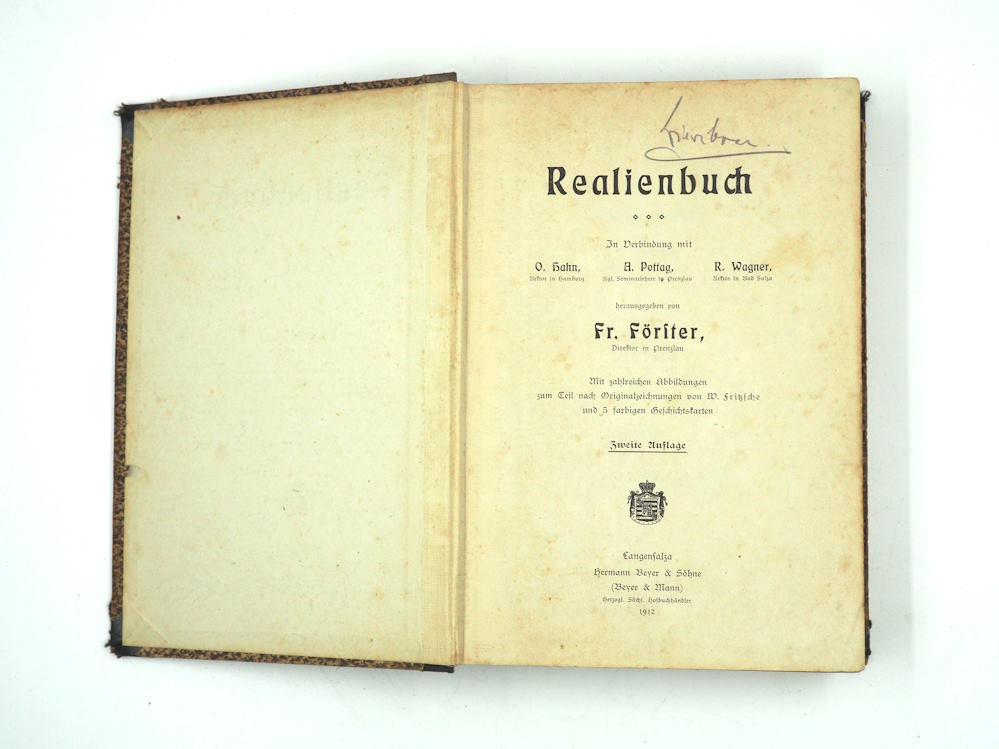 Realienbuch
In Verbindung mit
O. Hahn, A. Pottag, R. Wagner,
Rektor in Hamburg Kgl. Seminarlehrer in Prenzlau Rektor in Bad Sulza
herausgegeben von
Fr. Förſter,
Direktor in Prenzlau
Mit zahlreichen Abbildungen
zum Teil nach Originalzeichnungen von W. Fritzſche
und 5 farbigen Geſchichtskarten
Zweite Auflage
Langenſalza
Hermann Beyer & Söhne
(Beyer & Mann)
Herzogl. Sächſ. Hofbuchhändler
1912